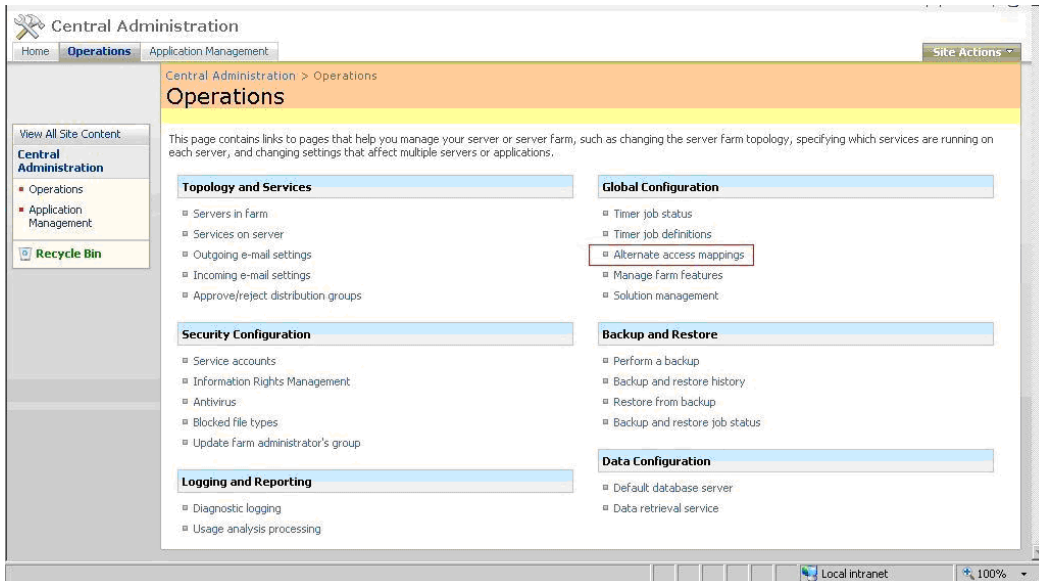 Central Administration
Home Operations Application Management
Site Actions
Central Administration > Operations
Operations
View All Site Content
Central
Administration
Operations
Application
Management
Recycle Bin
This page contains links to pages that help you manage your server or server farm, such as changing the server farm topology, specifying which services are running on
each server, and changing settings that affect multiple servers or applications.
Topology and Services
Servers in farm
Services on server
Outgoing e-mail settings
Incoming e-mail settings
Approve/reject distribution groups
Security Configuration
Service accounts
Information Rights Management
Antivirus
Blocked file types
Update farm administrator's group
Logging and Reporting
Diagnostic logging
Usage analysis processing
Global Configuration
Timer job status
Timer job definitions
Alternate access mappings
Manage farm features
Solution management
Backup and Restore
Perform a backup
Backup and restore history
Restore from backup
Backup and restore job status
Data Configuration
Default database server
Data retrieval service
Local intranet
100%